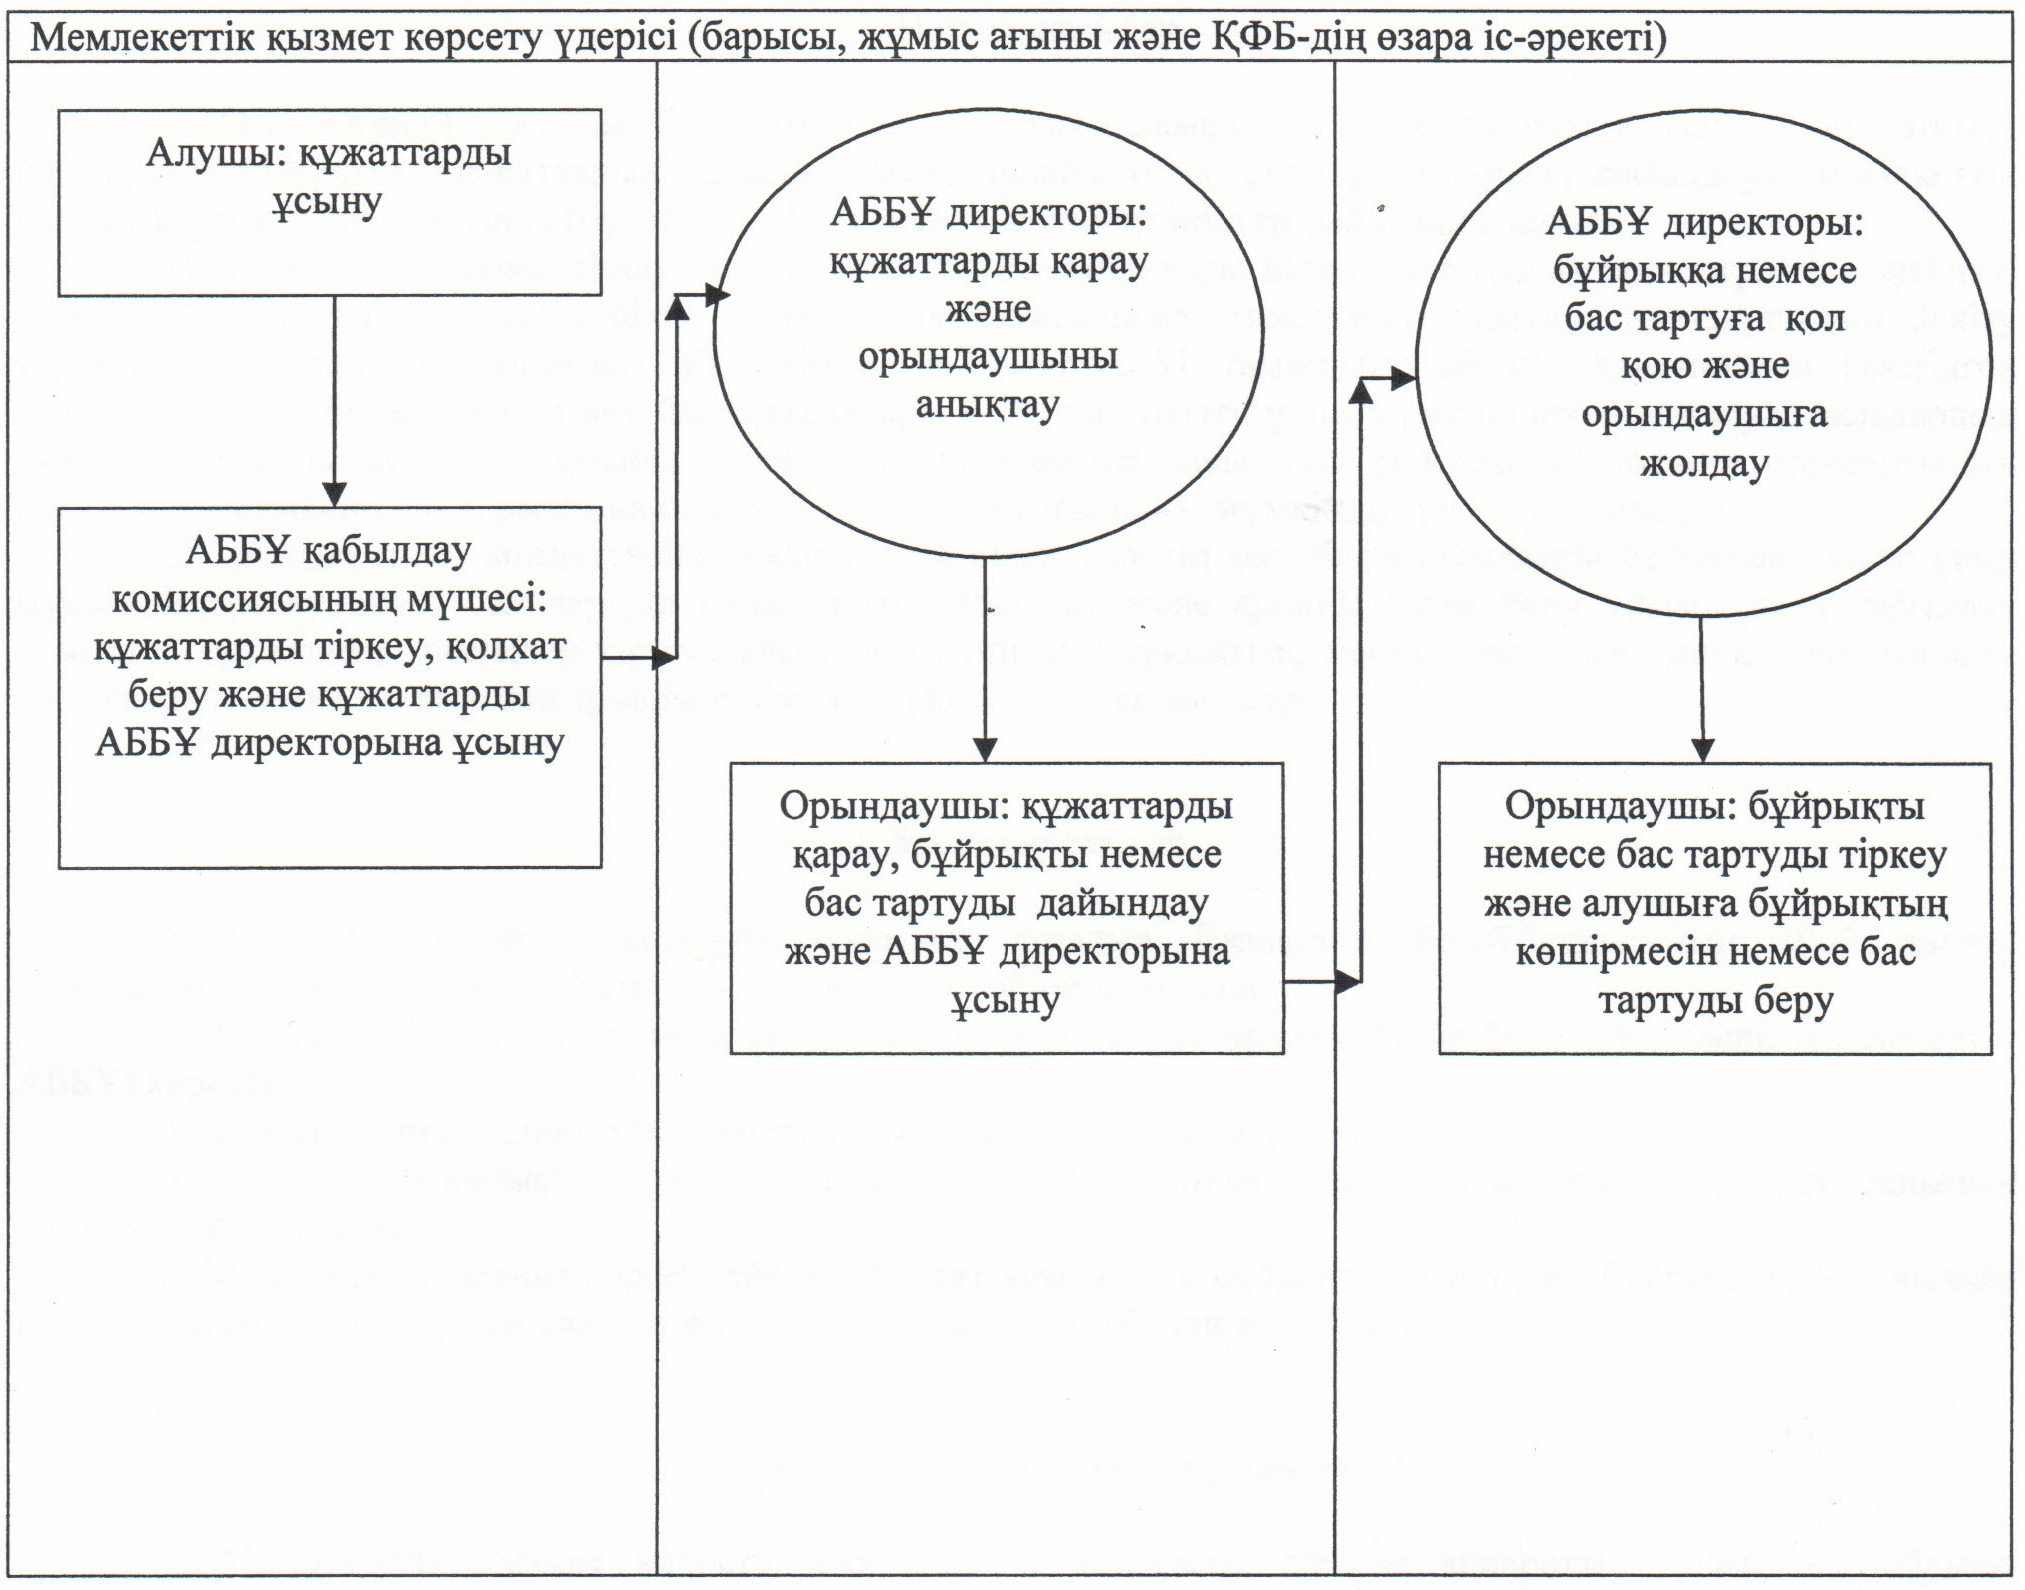 Мемлекеттік қызмет көрсету үдерісі (барысы, жұмыс ағыны және ҚФБ-дің өзара іс-әрекеті)
Алушы: құжаттарды
ұсыну
АББҰ қабылдау
комиссиясының мүшесі:
құжаттарды тіркеу, қолхат
беру және құжаттарды
АББҰ директорына ұсыну
АББҰ директоры:
құжаттарды қарау
және
орындаушыны
анықтау
Орындаушы: құжаттарды
қарау, бұйрықты немесе
бас тартуды дайындау
және АББҰ директорына
ұсыну
АББҰ директоры:
бұйрыққа немесе
бас тартуға қол
қою және
орындаушыға
жолдау
Орындаушы: бұйрықты
немесе бас тартуды тіркеу
және алушыға бұйрықтың
көшірмесін немесе бас
тартуды беру